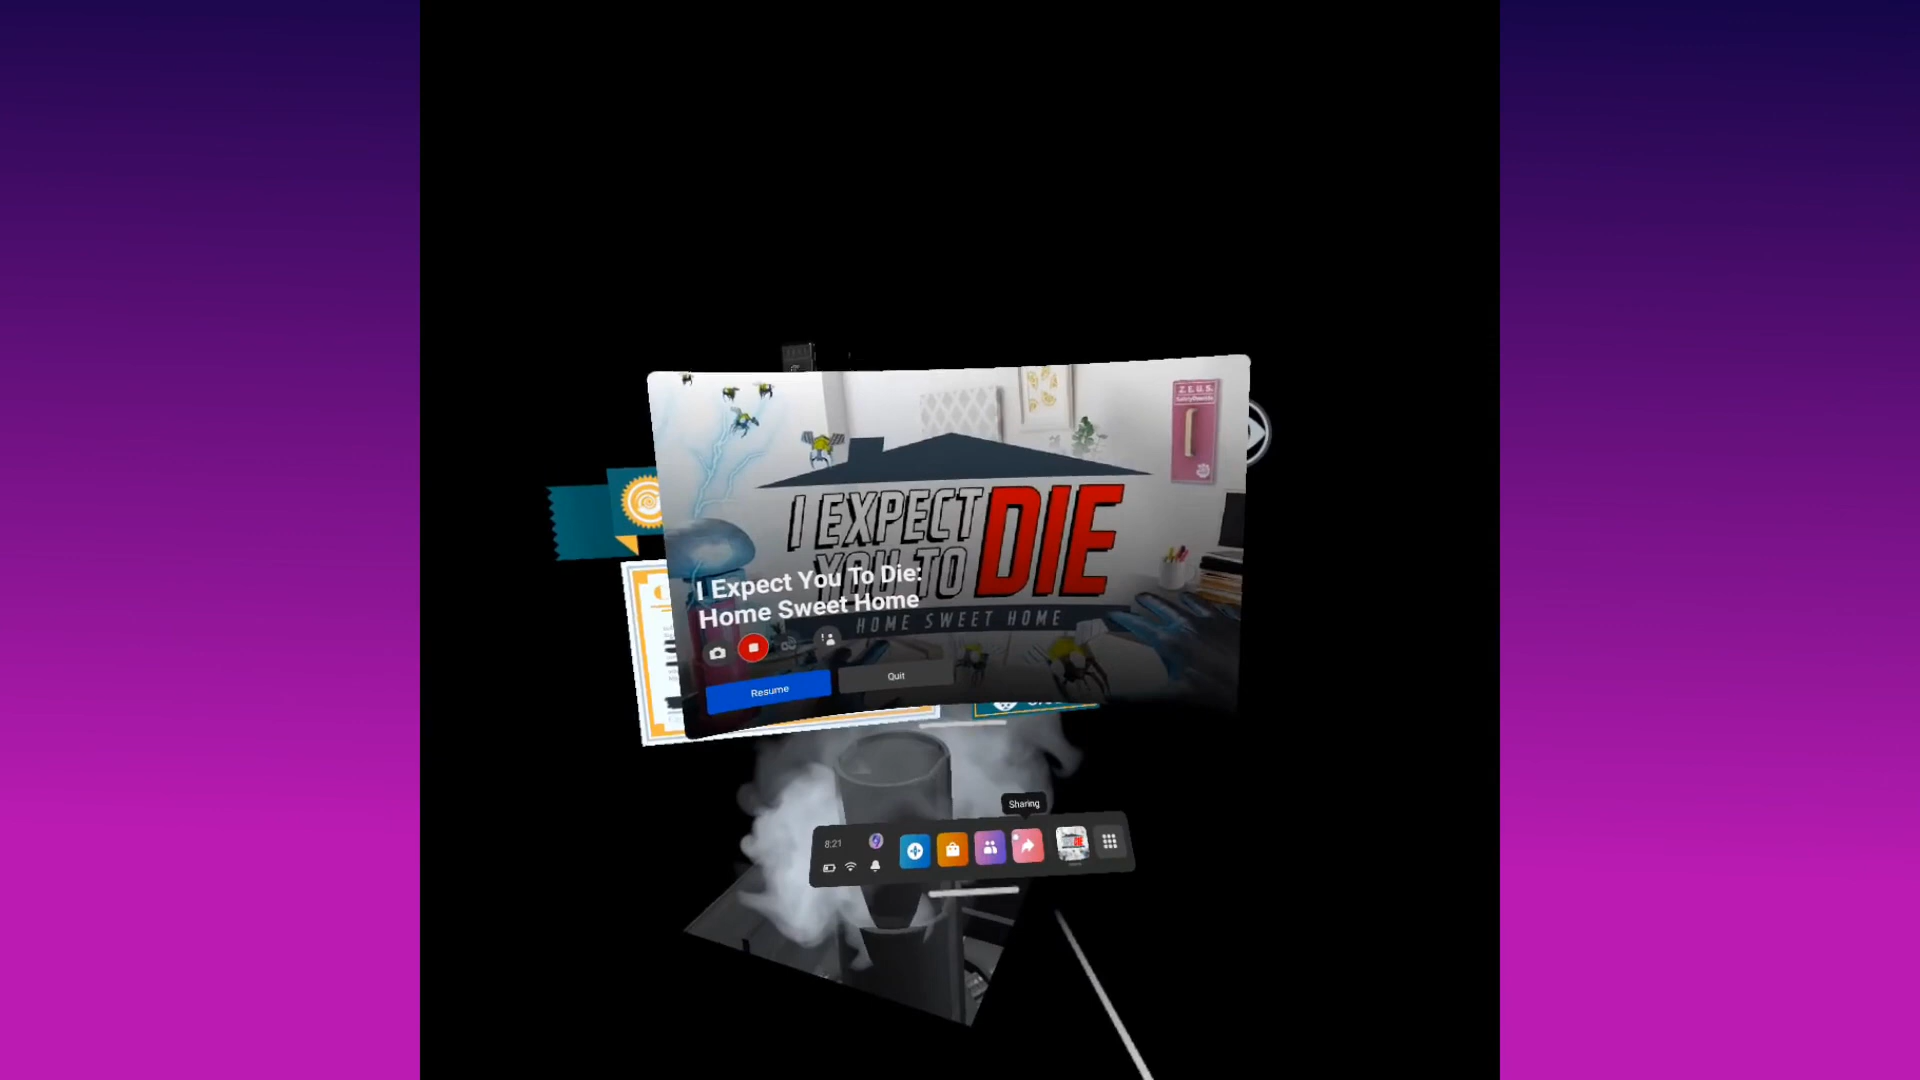 Z.E.U.S.
I EXPECT
YOU TO
DIE
HOME SWEET HOME
I Expect You To Die:
Home Sweet Home
Resume
Quit
Sharing
8:21